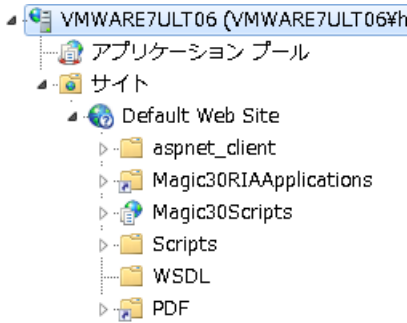 VMWARE7ULT06 (VMWARE7ULT06¥h
アプリケーション プール
サイト
Default Web Site
aspnet_client
Magic30RIAApplications
Magic30Scripts
Scripts
WSDL
PDF